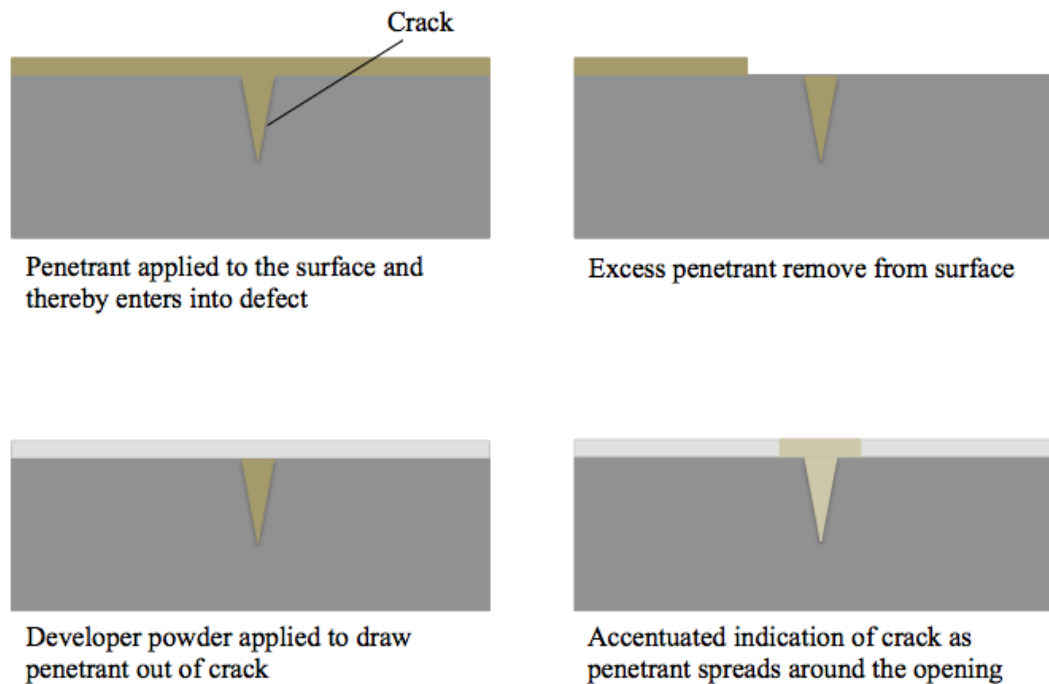 Crack
Penetrant applied to the surface and
thereby enters into defect
Excess penetrant remove from surface
Developer powder applied to draw
penetrant out of crack
Accentuated indication of crack as
penetrant spreads around the opening